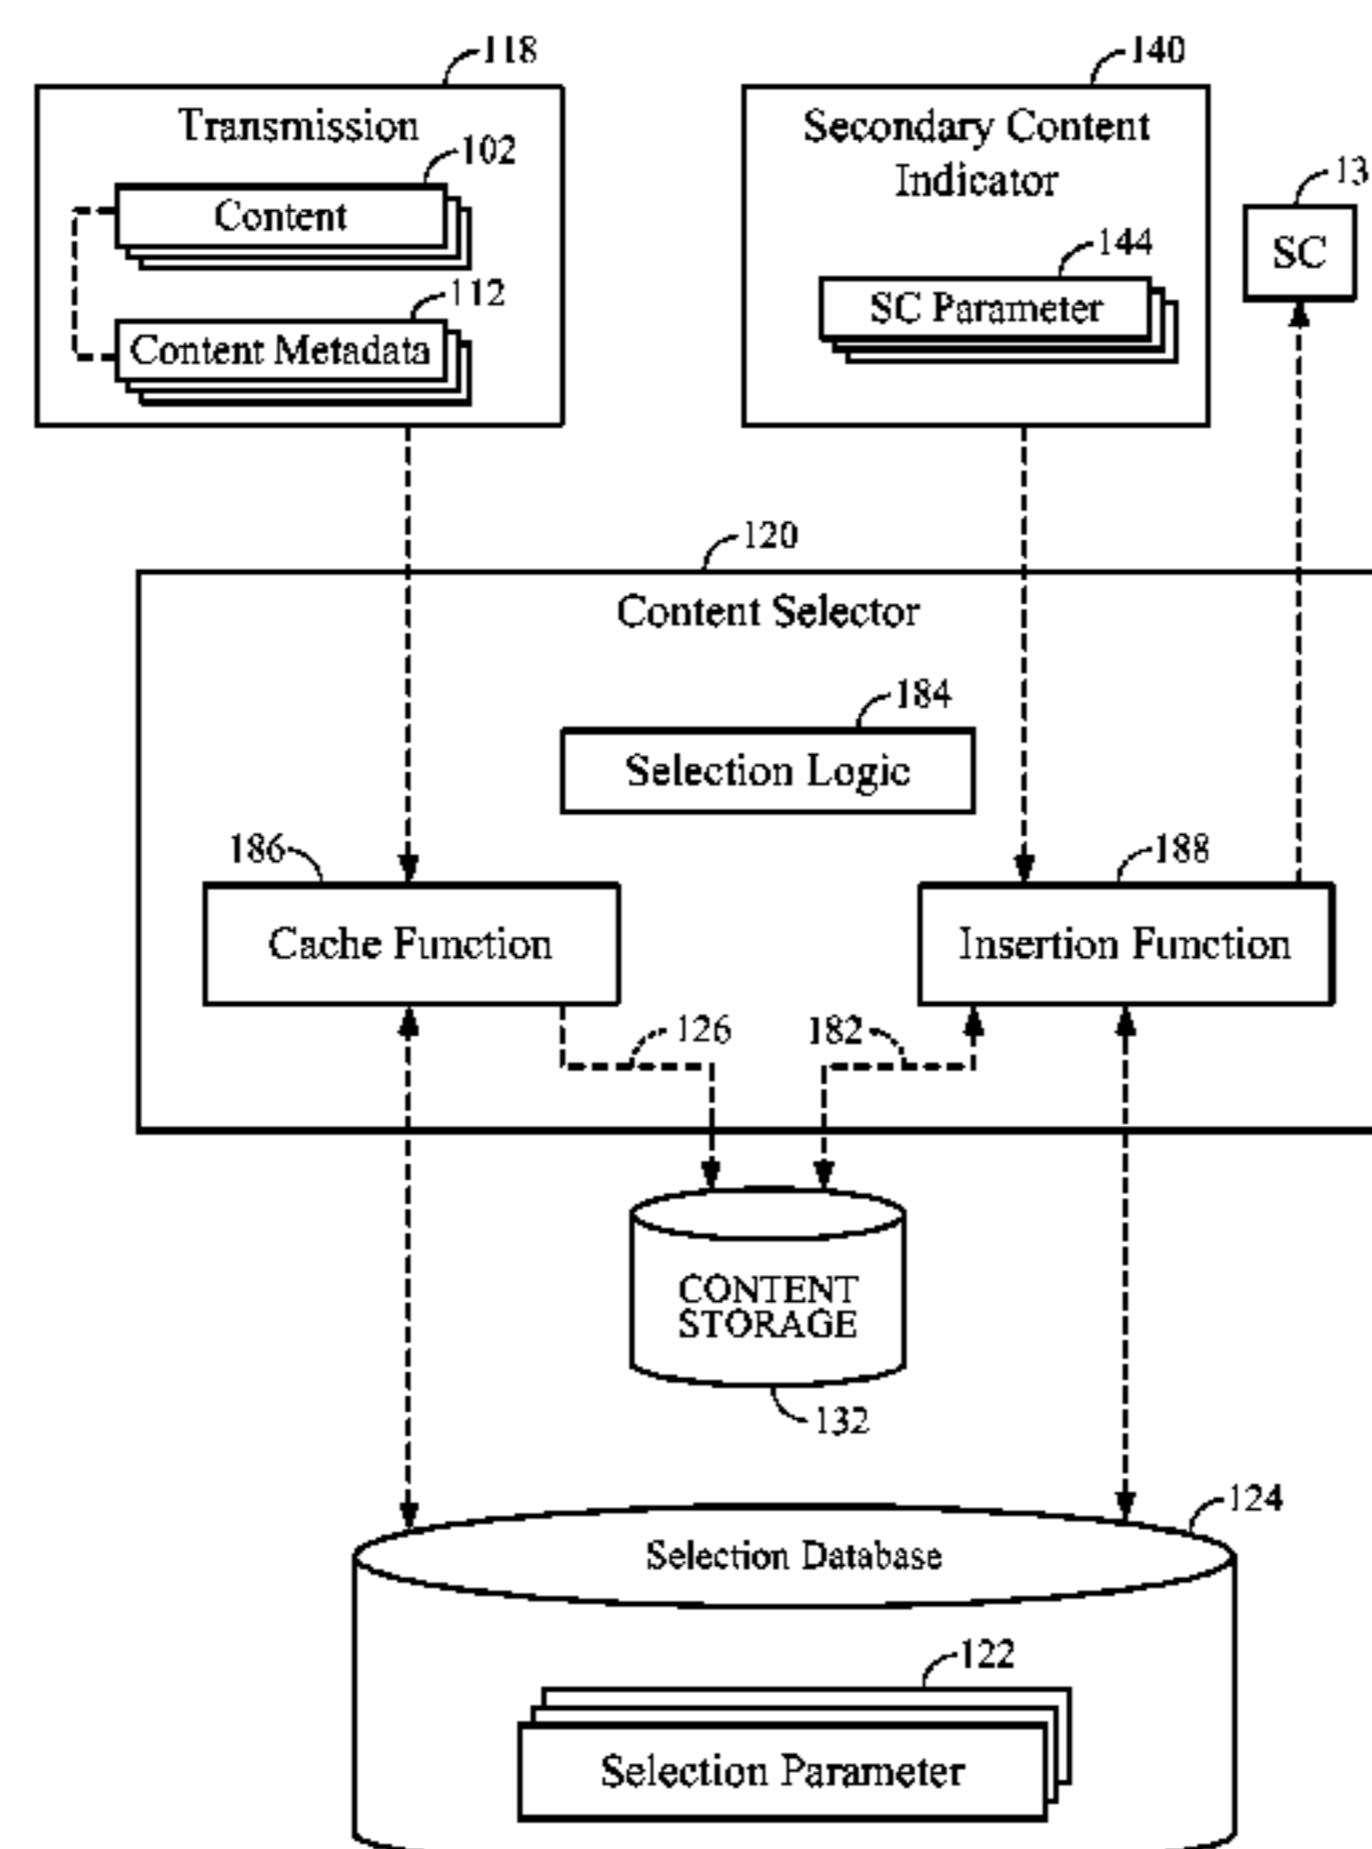 118
140
Transmission
Secondary Content
Indicator
102
Content
13
SC
144
SC Parameter
112
Content Metadata
120
Content Selector
184
Selection Logic
186
188
Cache Function
Insertion Function
126
182
CONTENT
STORAGE
132
124
Selection Database
122
Selection Parameter